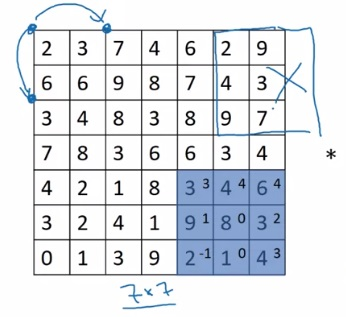 2 3 7 4 6 2 9
6 6 9 8 7 4 3
3 4 8 3 8 9 7
7 8 3 6 6 3 4
*
4 2 1 8 3 3 4 4 6 4
3 2 4 1 9 1 8 0 3 2
0 1 3 9 2 -1 1 0 4 3
7x7